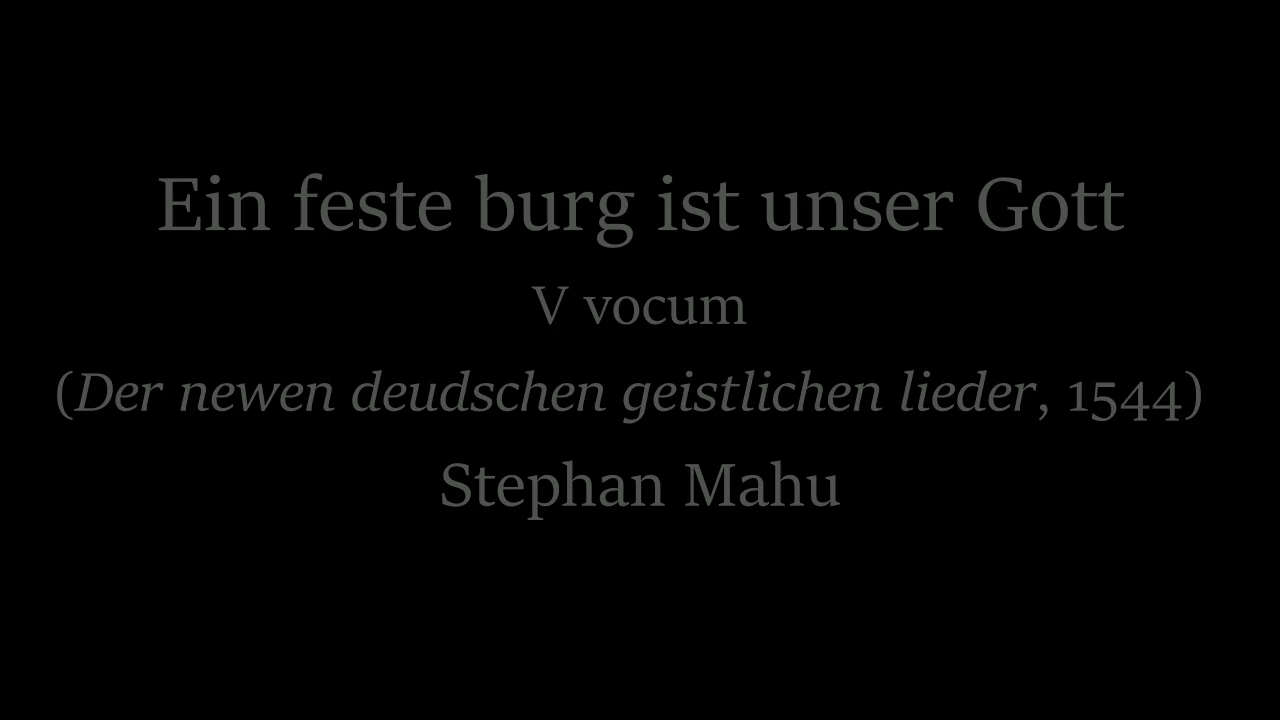 Ein feste burg ist unser Gott
V vocum
(Der newen deudschen geistlichen lieder, 1544)
Stephan Mahu